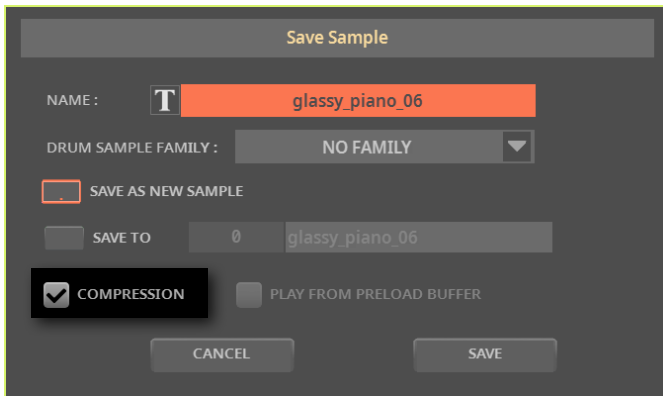 Save Sample
NAME : T glassy_piano_06
DRUM SAMPLE FAMILY : NO FAMILY
SAVE AS NEW SAMPLE
SAVE TO 0 glassy_piano_06
COMPRESSION PLAY FROM PRELOAD BUFFER
CANCEL SAVE